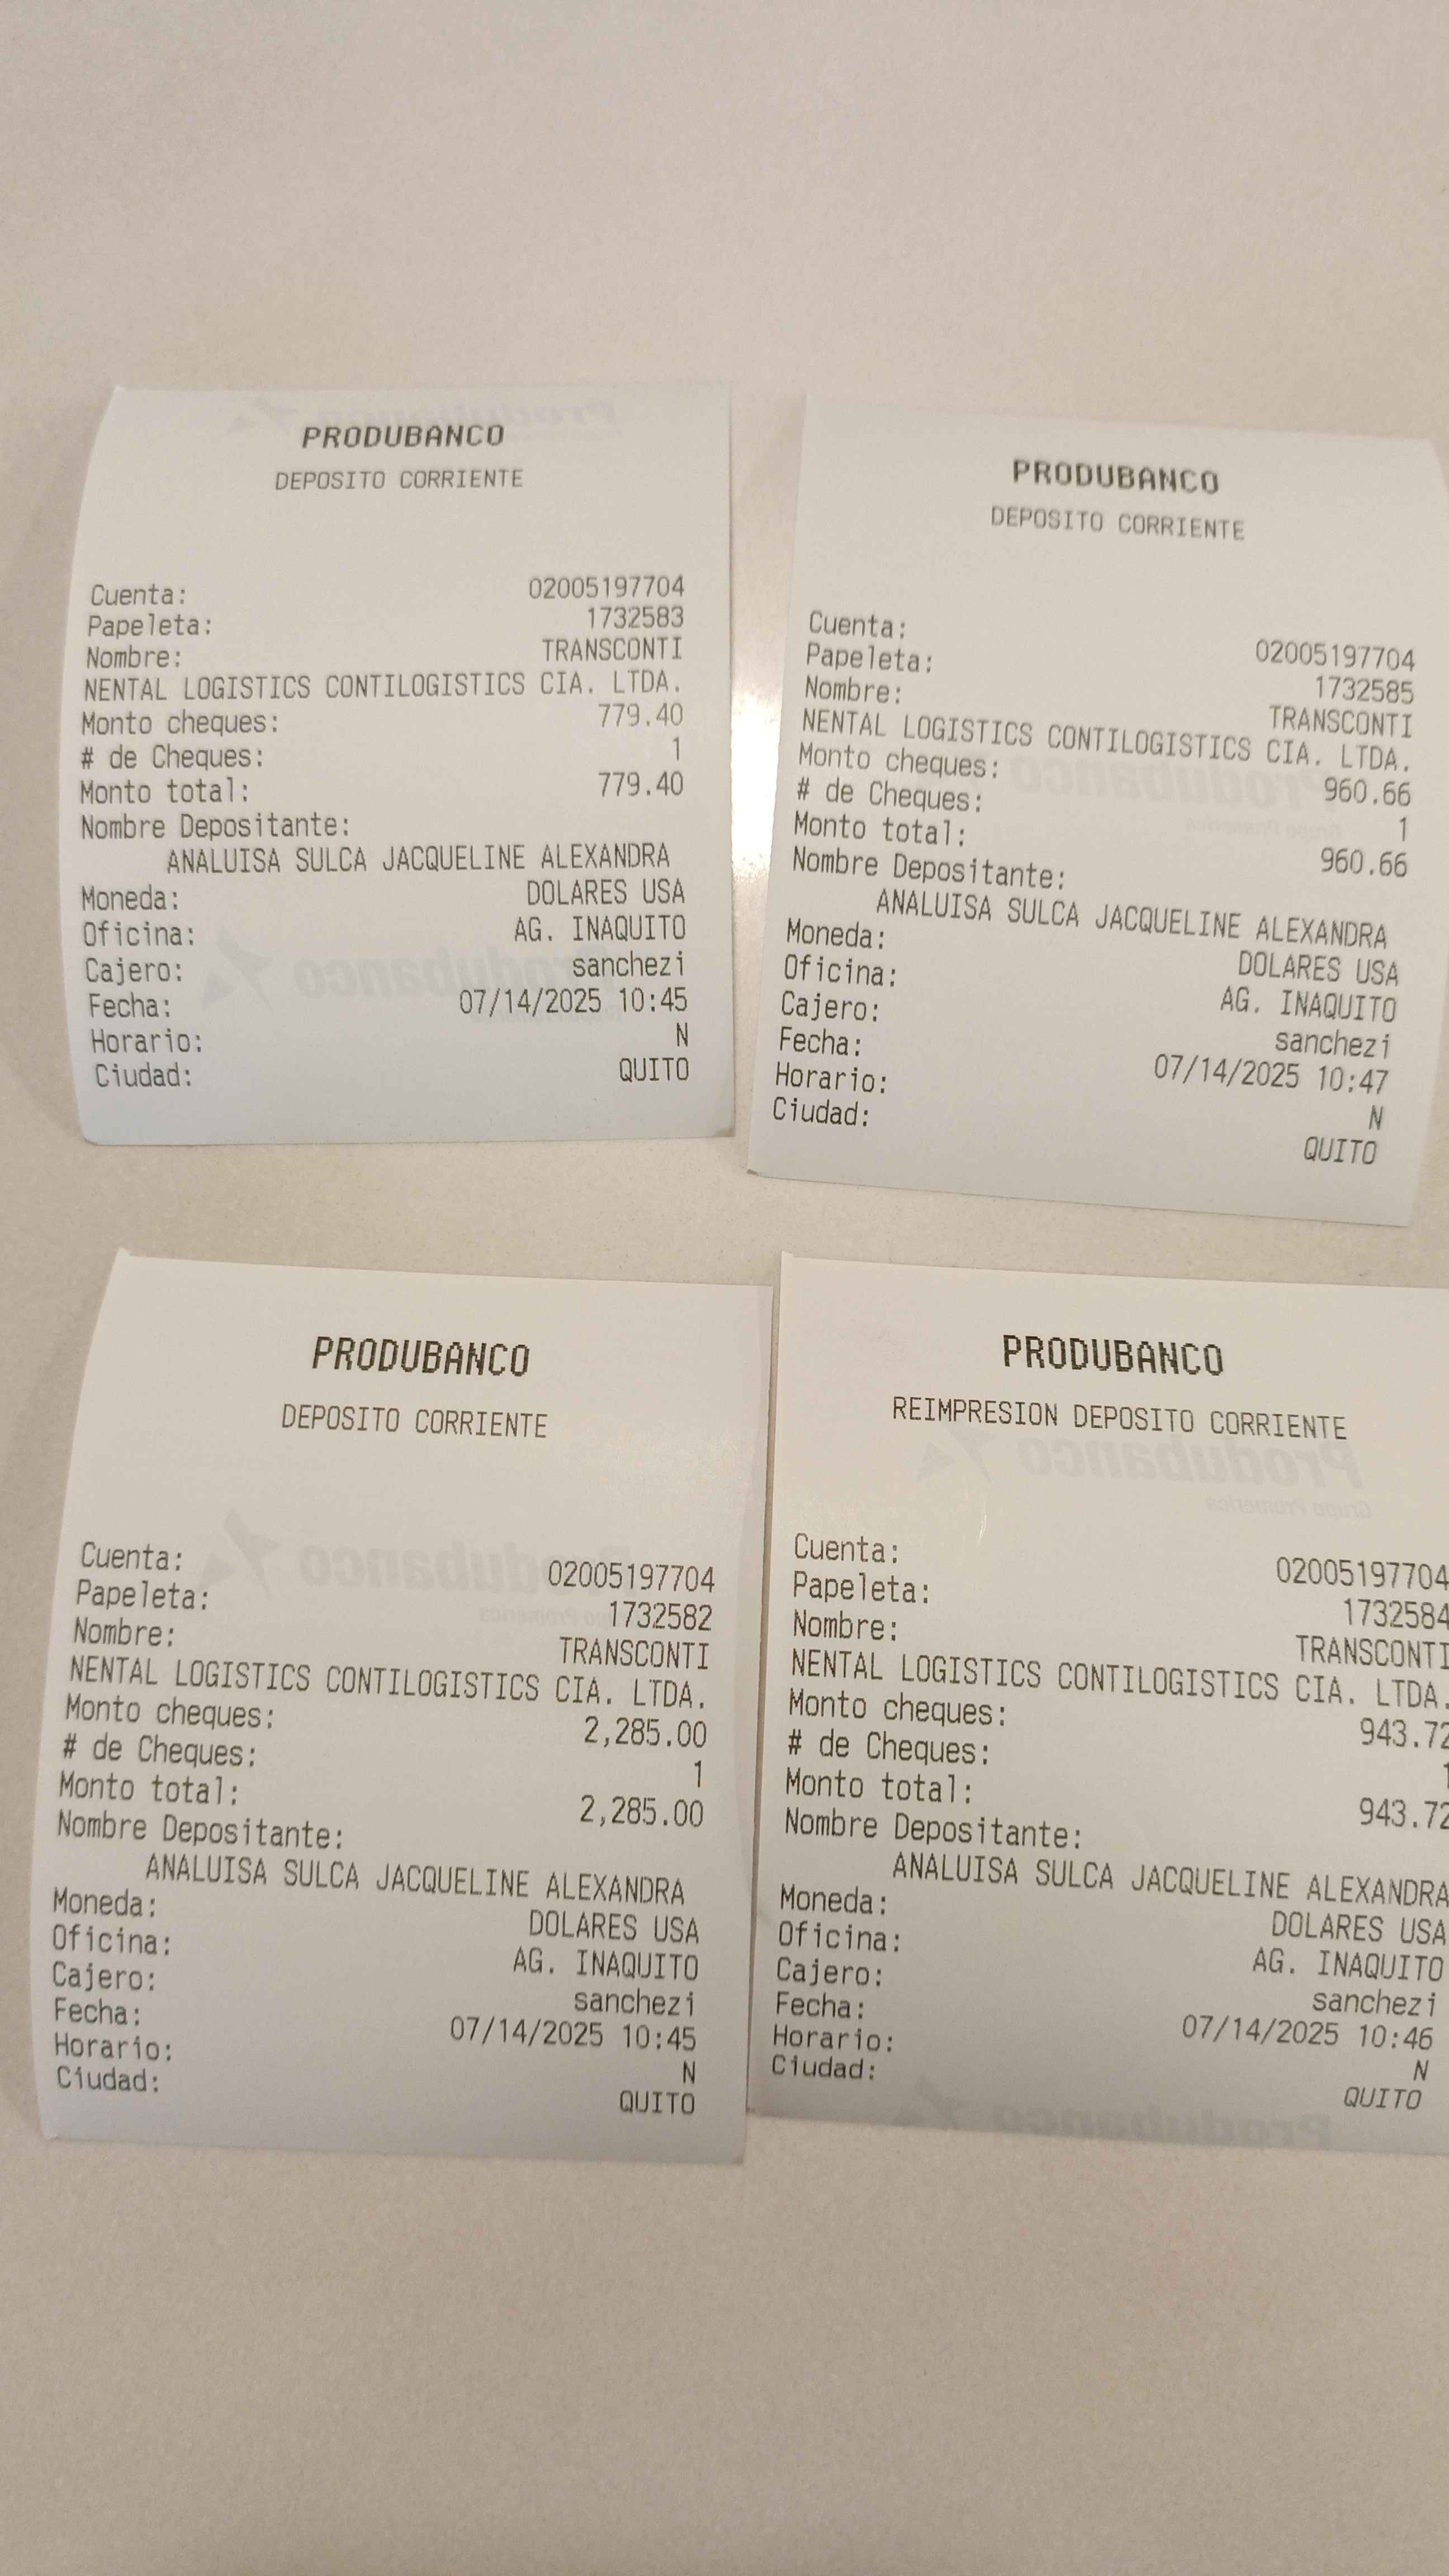 PRODUBANCO
DEPOSITO CORRIENTE
Cuenta: 02005197704
Papeleta: 1732583
Nombre: TRANSCONTI
NENTAL LOGISTICS CONTILOGISTICS CIA. LTDA.
Monto cheques: 779.40
# de Cheques: 1
Monto total: 779.40
Nombre Depositante:
ANALUISA SULCA JACQUELINE ALEXANDRA
Moneda: DOLARES USA
Oficina: AG. INAQUITO
Cajero: sanchezi
Fecha: 07/14/2025 10:45
Horario: N
Ciudad: QUITO
PRODUBANCO
DEPOSITO CORRIENTE
Cuenta: 02005197704
Papeleta: 1732585
Nombre: TRANSCONTI
NENTAL LOGISTICS CONTILOGISTICS CIA. LTDA.
Monto cheques: 960.66
# de Cheques: 1
Monto total: 960.66
Nombre Depositante:
ANALUISA SULCA JACQUELINE ALEXANDRA
Moneda: DOLARES USA
Oficina: AG. INAQUITO
Cajero: sanchezi
Fecha: 07/14/2025 10:47
Horario: N
Ciudad: QUITO
PRODUBANCO
DEPOSITO CORRIENTE
Cuenta: 02005197704
Papeleta: 1732582
Nombre: TRANSCONTI
NENTAL LOGISTICS CONTILOGISTICS CIA. LTDA.
Monto cheques: 2,285.00
# de Cheques: 1
Monto total: 2,285.00
Nombre Depositante:
ANALUISA SULCA JACQUELINE ALEXANDRA
Moneda: DOLARES USA
Oficina: AG. INAQUITO
Cajero: sanchezi
Fecha: 07/14/2025 10:45
Horario: N
Ciudad: QUITO
PRODUBANCO
REIMPRESION DEPOSITO CORRIENTE
Cuenta: 02005197704
Papeleta: 1732584
Nombre: TRANSCONTI
NENTAL LOGISTICS CONTILOGISTICS CIA. LTDA.
Monto cheques: 943.72
# de Cheques: 1
Monto total: 943.72
Nombre Depositante:
ANALUISA SULCA JACQUELINE ALEXANDRA
Moneda: DOLARES USA
Oficina: AG. INAQUITO
Cajero: sanchezi
Fecha: 07/14/2025 10:46
Horario: N
Ciudad: QUITO